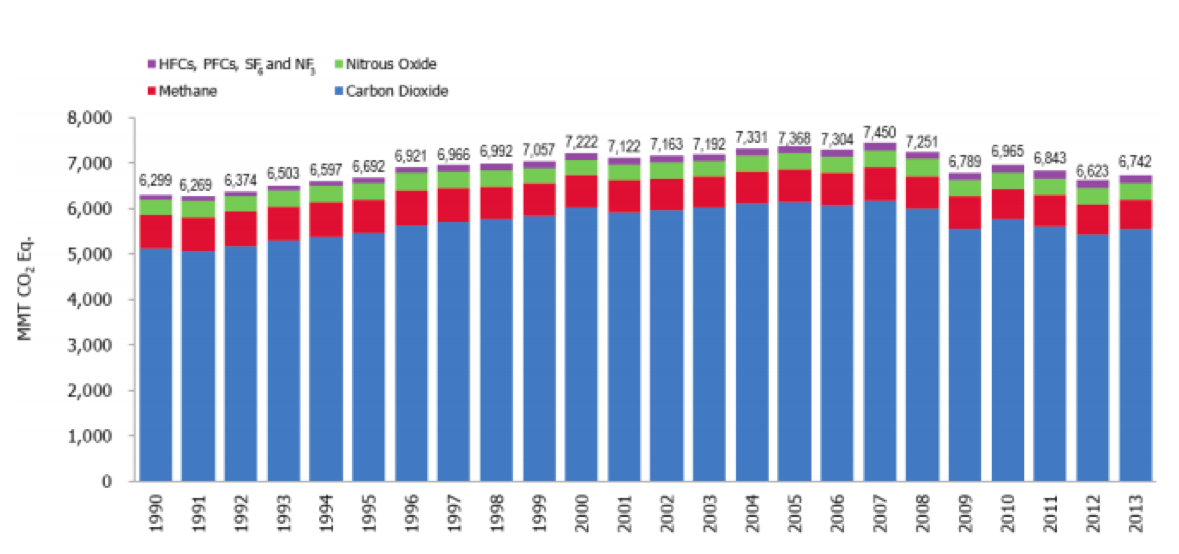 HFCs, PFCs, SF6 and NF3 Nitrous Oxide
Methane Carbon Dioxide
MMT CO2 Eq.
8,000
7,000
6,000
5,000
4,000
3,000
2,000
1,000
0
6,299 6,269 6,374 6,503 6,597 6,692 6,921 6,966 6,992 7,057 7,222 7,122 7,163 7,192 7,331 7,368 7,304 7,450 7,251 6,789 6,965 6,843 6,623 6,742
1990 1991 1992 1993 1994 1995 1996 1997 1998 1999 2000 2001 2002 2003 2004 2005 2006 2007 2008 2009 2010 2011 2012 2013